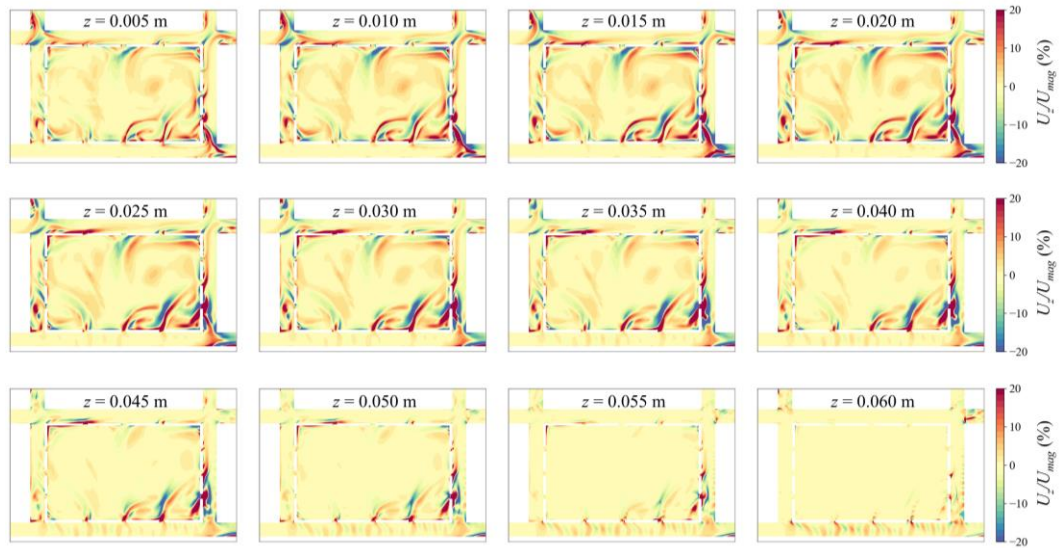 z = 0.005 m
z = 0.010 m
z = 0.015 m
z = 0.020 m
20
10
0
−10
−20
U_z/U_mag (%)
z = 0.025 m
z = 0.030 m
z = 0.035 m
z = 0.040 m
20
10
0
−10
−20
U_z/U_mag (%)
z = 0.045 m
z = 0.050 m
z = 0.055 m
z = 0.060 m
20
10
0
−10
−20
U_z/U_mag (%)